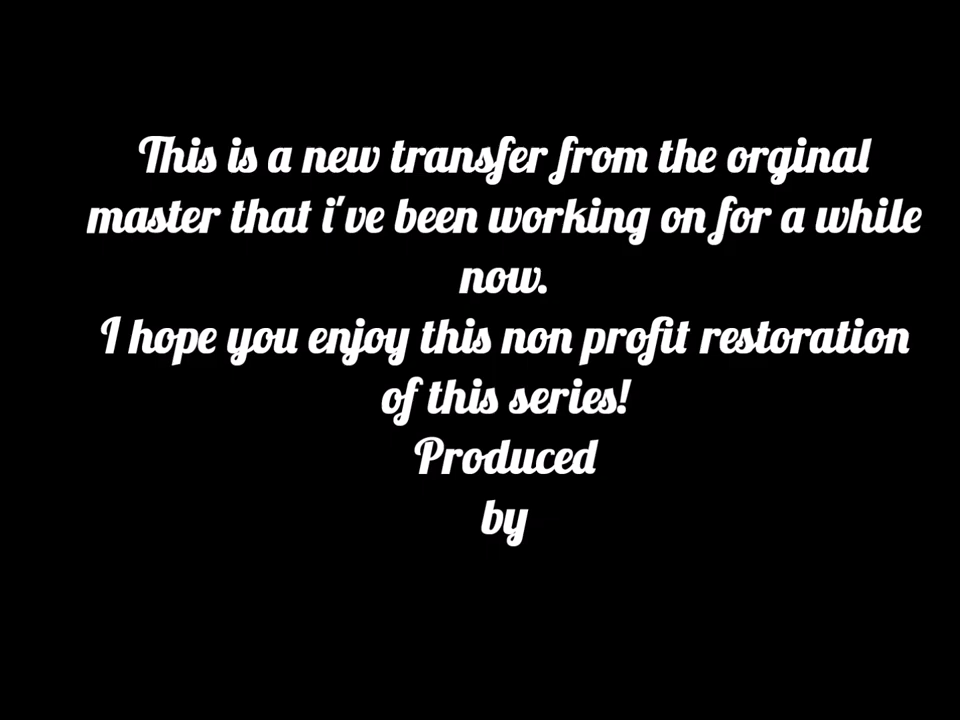 This is a new transfer from the orginal
master that i've been working on for a while
now.
I hope you enjoy this non profit restoration
of this series!
Produced
by